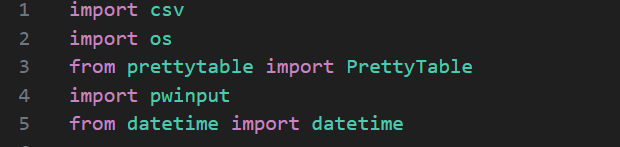 1 import csv
2 import os
3 from prettytable import PrettyTable
4 import pwinput
5 from datetime import datetime